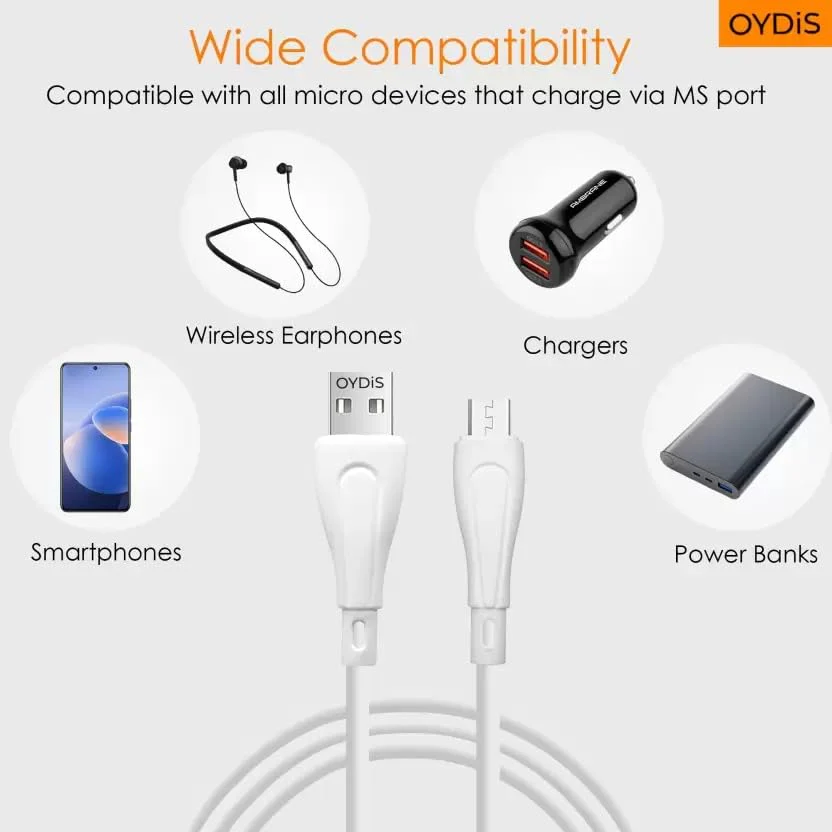 OYDiS
Wide Compatibility
Compatible with all micro devices that charge via MS port
AMBRANE
Wireless Earphones
Chargers
OYDiS
Smartphones
Power Banks